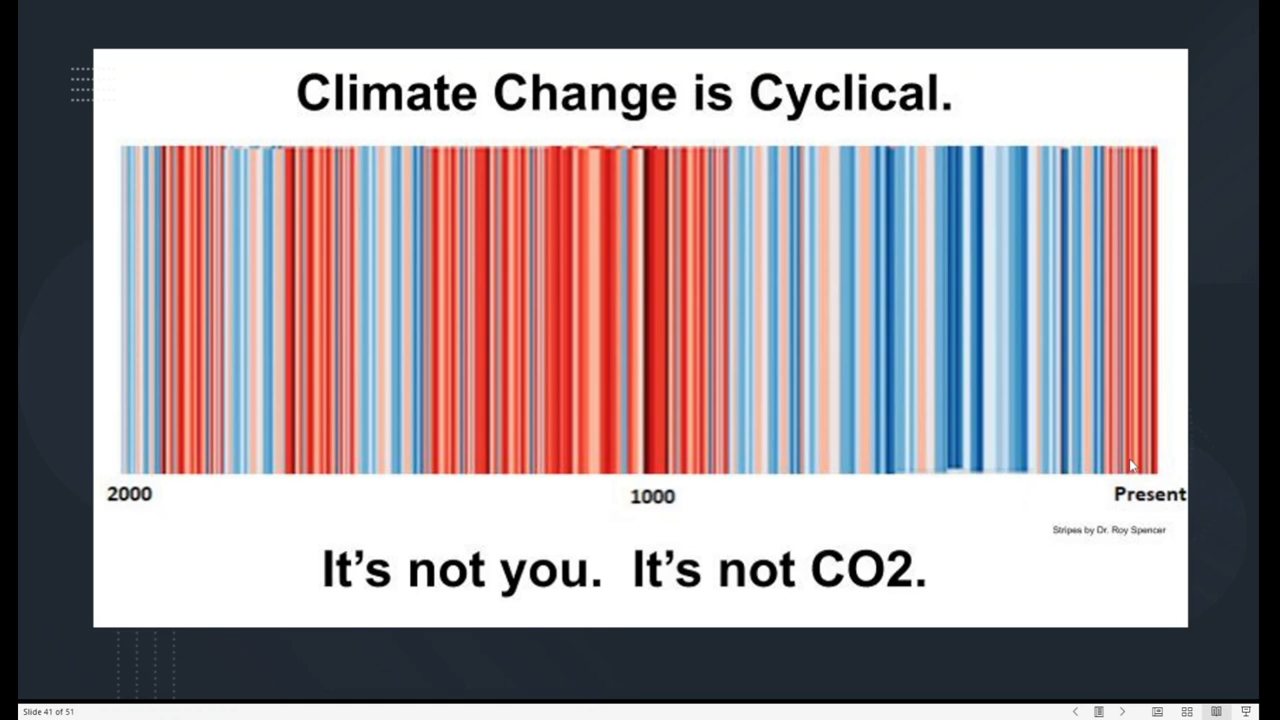 Climate Change is Cyclical.
2000
1000
Present
Stripes by Dr. Roy Spencer
It’s not you.  It’s not CO2.
Slide 41 of 51